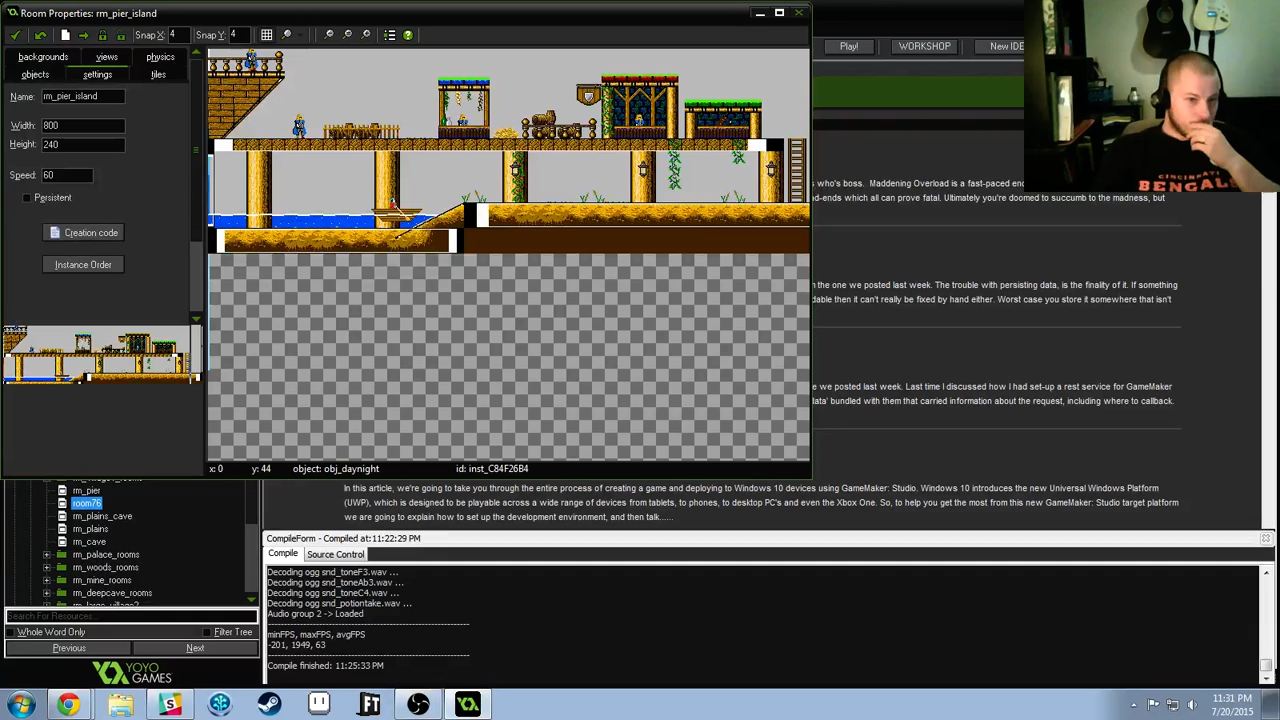 Room Properties: rm_pier_island
Snap X: 4 Snap Y: 4
backgrounds views physics
objects settings tiles
Name: rm_pier_island
Width: 800
Height: 240
Speed: 60
Persistent
Creation code
Instance Order
x: 0 y: 44 object: obj_daynight id: inst_C84F26B4
Play! WORKSHOP New IDE
who's boss. Maddening Overload is a fast-paced
-ends which all can prove fatal. Ultimately you're doomed to succumb to the madness, but
the one we posted last week. The trouble with persisting data, is the finality of it. If something
dable then it can't really be fixed by hand either. Worst case you store it somewhere that isn't
we posted last week. Last time I discussed how I had set-up a rest service for GameMaker
data' bundled with them that carried information about the request, including where to callback.
In this article, we're going to take you through the entire process of creating a game and deploying to Windows 10 devices using GameMaker: Studio. Windows 10 introduces the new Universal Windows Platform
(UWP), which is designed to be playable across a wide range of devices from tablets, to phones, to desktop PC's and even the Xbox One. So, to help you get the most from this new GameMaker: Studio target platform
we are going to explain how to set up the development environment, and then talk......
rm_pier
room76
rm_plains_cave
rm_plains
rm_cave
rm_palace_rooms
rm_woods_rooms
rm_mine_rooms
rm_deepcave_rooms
rm_large_village2
Search For Resources...
Whole Word Only Filter Tree
Previous Next
YOYO
GAMES
CompileForm - Compiled at:11:22:29 PM
Compile Source Control
Decoding ogg snd_toneF3.wav ...
Decoding ogg snd_toneAb3.wav ...
Decoding ogg snd_toneC4.wav ...
Decoding ogg snd_potiontake.wav ...
Audio group 2 -> Loaded
minFPS, maxFPS, avgFPS
-201, 1949, 63
Compile finished: 11:25:33 PM
CINCINNATI
BENGALS
FT
11:31 PM
7/20/2015